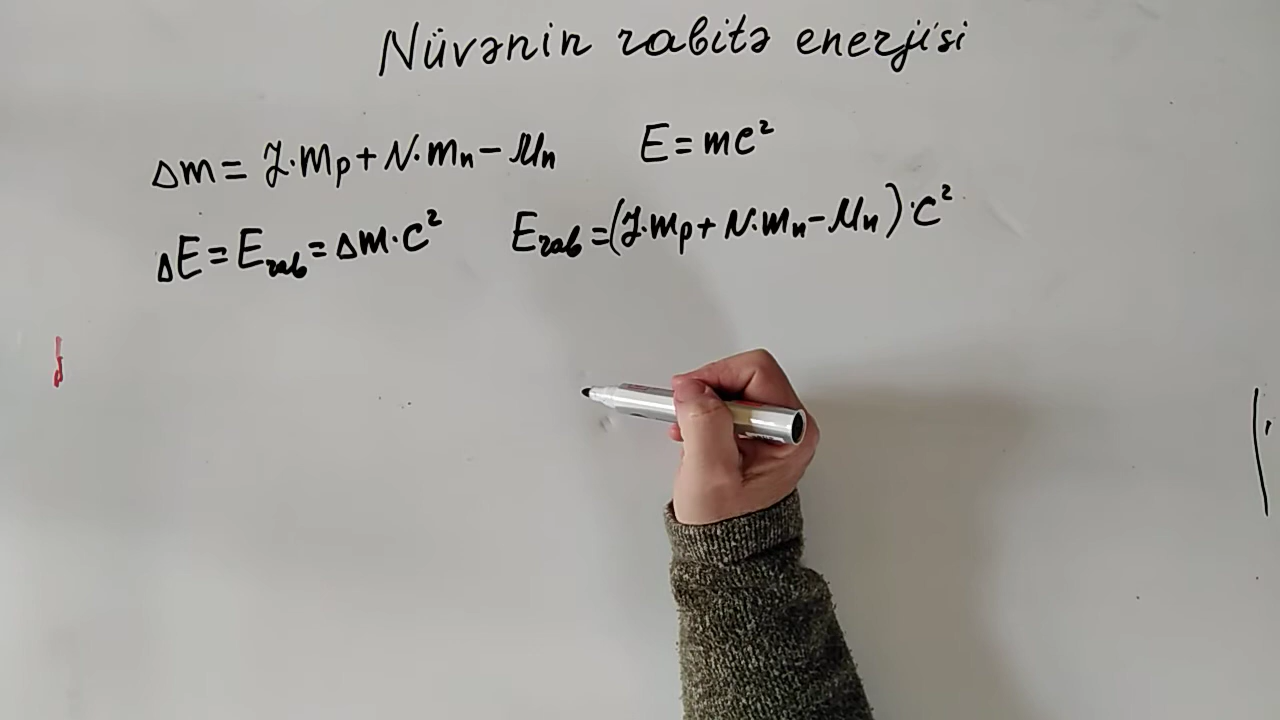 Nüvənin rabitə enerjisi
Δm = Z·mp + N·mn − Mn    E = mc²
ΔE = Erab = Δm·c²    Erab = (Z·mp + N·mn − Mn)·c²